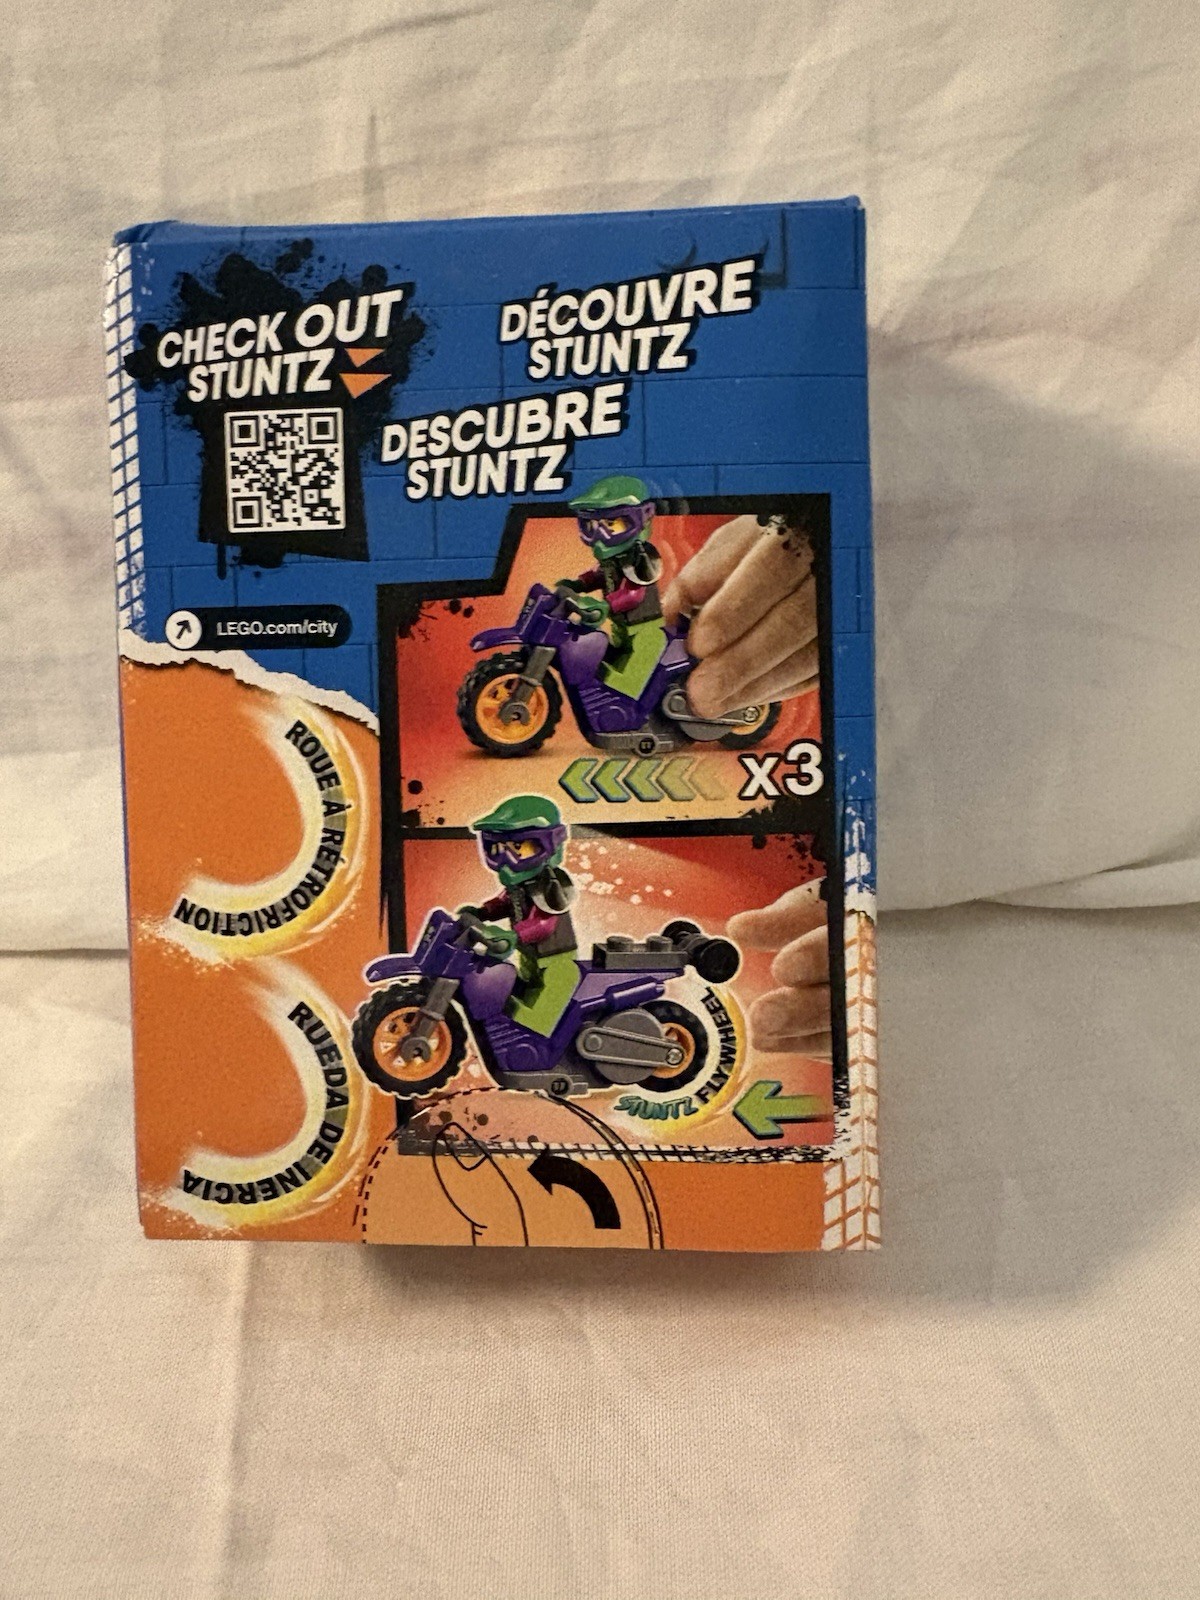 CHECK OUT
STUNTZ
DÉCOUVRE
STUNTZ
DESCUBRE
STUNTZ
LEGO.com/city
x3
ROUE À RÉTROFRICTION
STUNTZ FLYWHEEL
RUEDA DE INERCIA